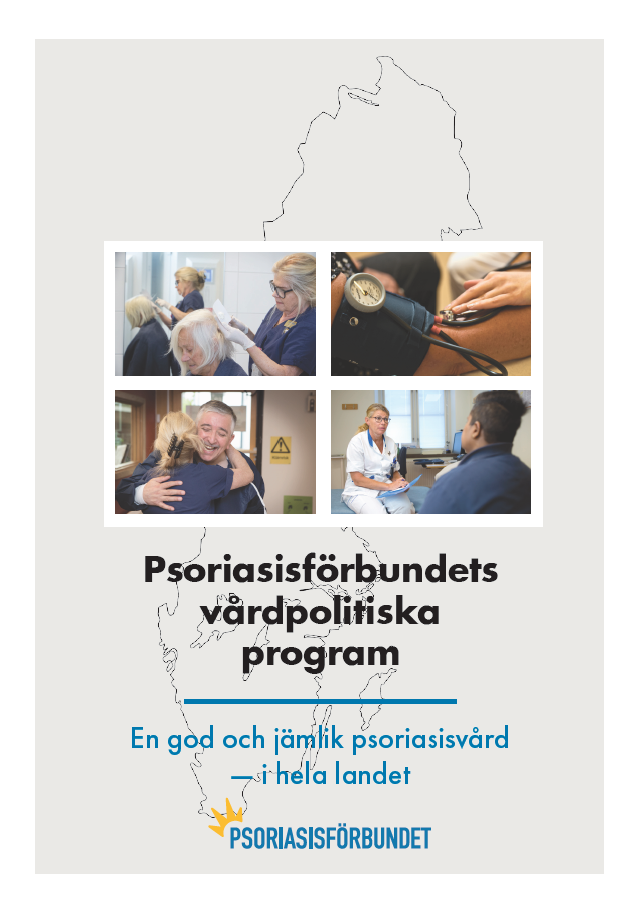 Psoriasisförbundets
vårdpolitiska
program
En god och jämlik psoriasisvård
— i hela landet
PSORIASISFÖRBUNDET